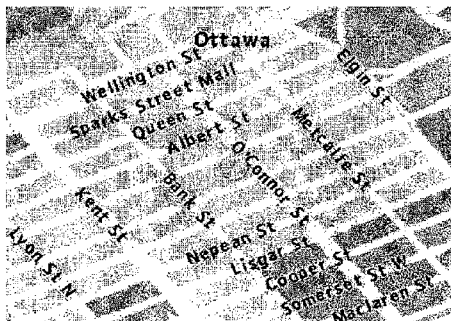 Ottawa
Wellington St
Sparks Street Mall
Queen St
Albert St
Elgin St
Metcalfe St
O'Connor St
Bank St
Kent St
Lyon St N
Nepean St
Lisgar St
Cooper St
Somerset St W
Maclaren St